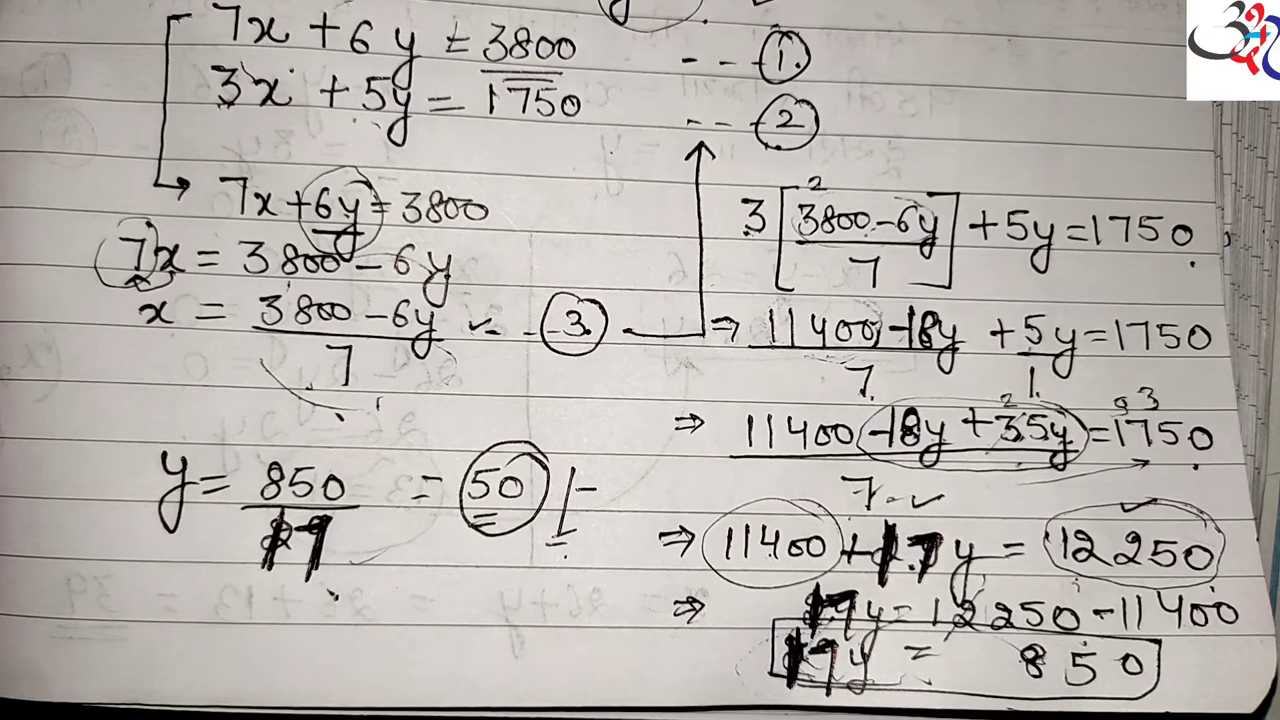 7x + 6y = 3800 --- 1.
3x + 5y = 1750 --- 2
7x + 6y = 3800
7x = 3800 - 6y
x = 3800 - 6y / 7 --- 3.
3 [3800 - 6y / 7] + 5y = 1750
⇒ 11400 - 18y / 7 + 5y / 1 = 1750
⇒ 11400 - 18y + 35y / 7 = 1750
⇒ 11400 + 17y = 12250
⇒ 17y = 12250 - 11400
17y = 850
y = 850 / 17 = 50 /-